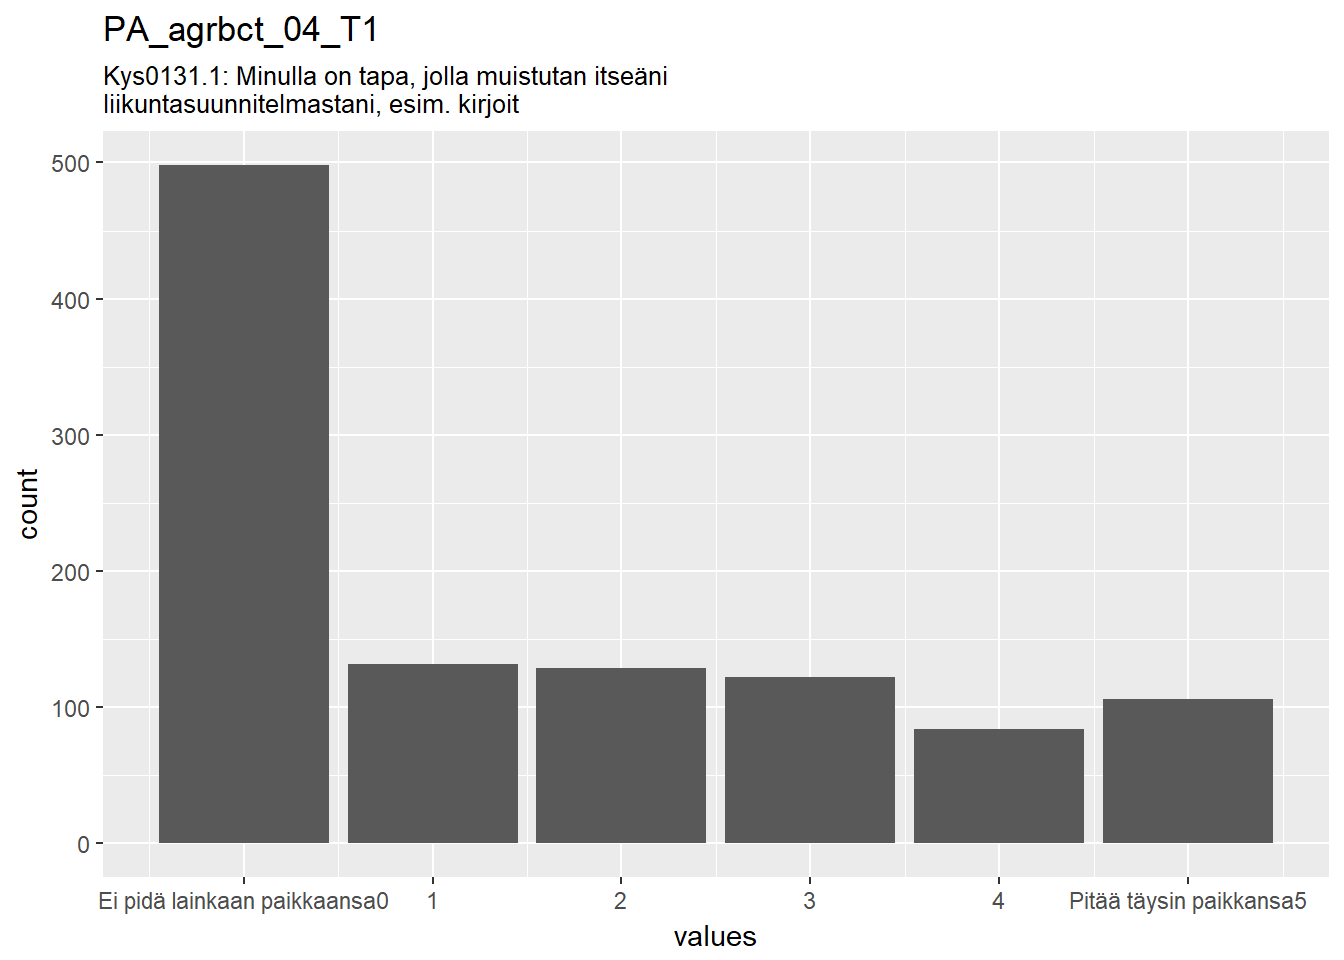 PA_agrbct_04_T1
Kys0131.1: Minulla on tapa, jolla muistutan itseäni
liikuntasuunnitelmastani, esim. kirjoit
500
400
300
200
100
0
count
Ei pidä lainkaan paikkaansa0 1 2 3 4 Pitää täysin paikkansa5
values